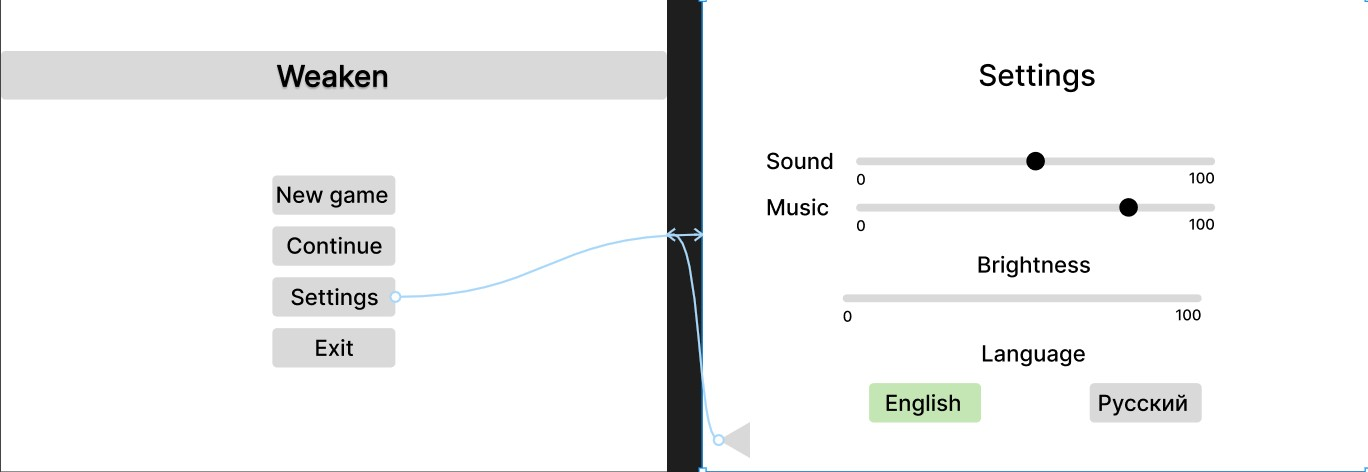 Weaken
New game
Continue
Settings
Exit
Settings
Sound
0 100
Music
0 100
Brightness
0 100
Language
English Русский